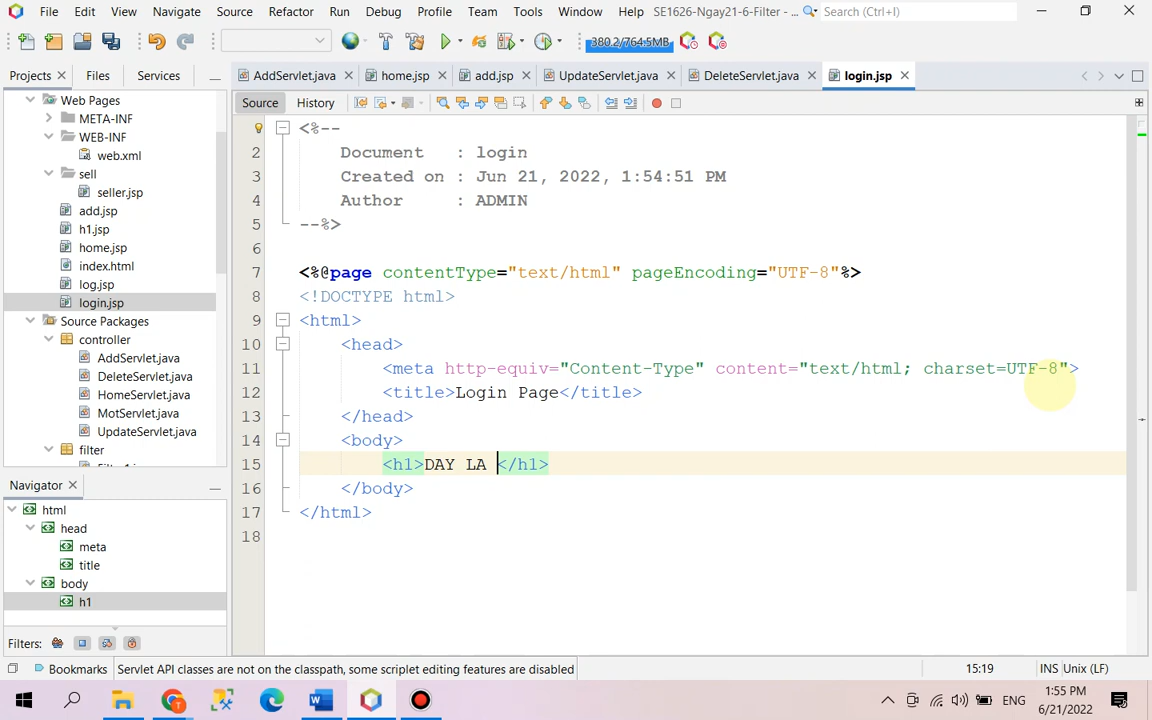 File Edit View Navigate Source Refactor Run Debug Profile Team Tools Window Help SE1626-Ngay21-6-Filter - ... Search (Ctrl+I)
380.2/764.5MB
Projects Files Services
AddServlet.java home.jsp add.jsp UpdateServlet.java DeleteServlet.java login.jsp
Source History
Web Pages
META-INF
WEB-INF
web.xml
sell
seller.jsp
add.jsp
h1.jsp
home.jsp
index.html
log.jsp
login.jsp
Source Packages
controller
AddServlet.java
DeleteServlet.java
HomeServlet.java
MotServlet.java
UpdateServlet.java
filter
Navigator
html
head
meta
title
body
h1
Filters:
<%--
2 Document : login
3 Created on : Jun 21, 2022, 1:54:51 PM
4 Author : ADMIN
5 --%>
6
7 <%@page contentType="text/html" pageEncoding="UTF-8"%>
8 <!DOCTYPE html>
9 <html>
10 <head>
11 <meta http-equiv="Content-Type" content="text/html; charset=UTF-8">
12 <title>Login Page</title>
13 </head>
14 <body>
15 <h1>DAY LA </h1>
16 </body>
17 </html>
18
Bookmarks Servlet API classes are not on the classpath, some scriplet editing features are disabled 15:19 INS Unix (LF)
ENG 1:55 PM
6/21/2022